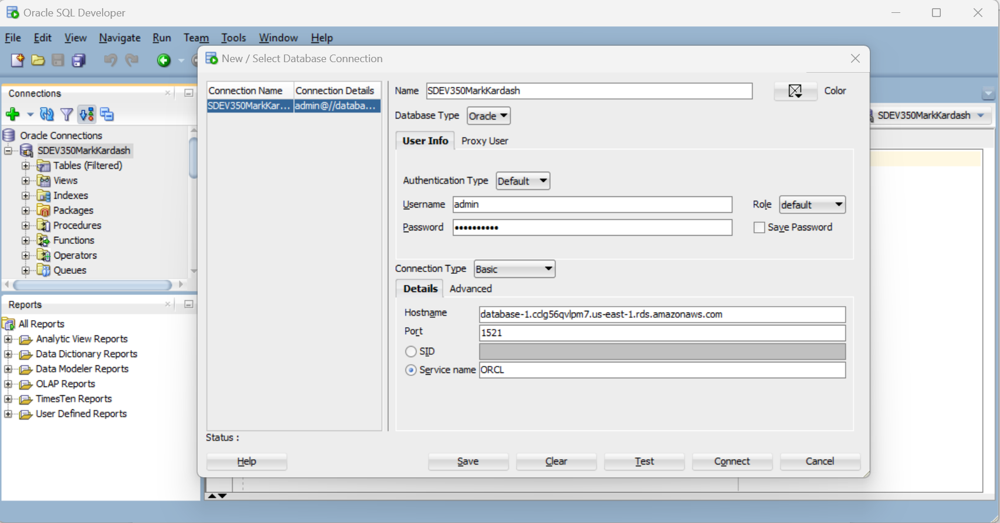 Oracle SQL Developer
File Edit View Navigate Run Team Tools Window Help
New / Select Database Connection
Connections
Oracle Connections
SDEV350MarkKardash
Tables (Filtered)
Views
Indexes
Packages
Procedures
Functions
Operators
Queues
Reports
All Reports
Analytic View Reports
Data Dictionary Reports
Data Modeler Reports
OLAP Reports
TimesTen Reports
User Defined Reports
Connection Name Connection Details
SDEV350MarkKar... admin@//databa...
Name SDEV350MarkKardash Color
Database Type Oracle
User Info Proxy User
Authentication Type Default
Username admin Role default
Password •••••••••• Save Password
Connection Type Basic
Details Advanced
Hostname database-1.cclg56qvlpm7.us-east-1.rds.amazonaws.com
Port 1521
SID
Service name ORCL
Status :
Help Save Clear Test Connect Cancel
SDEV350MarkKardash